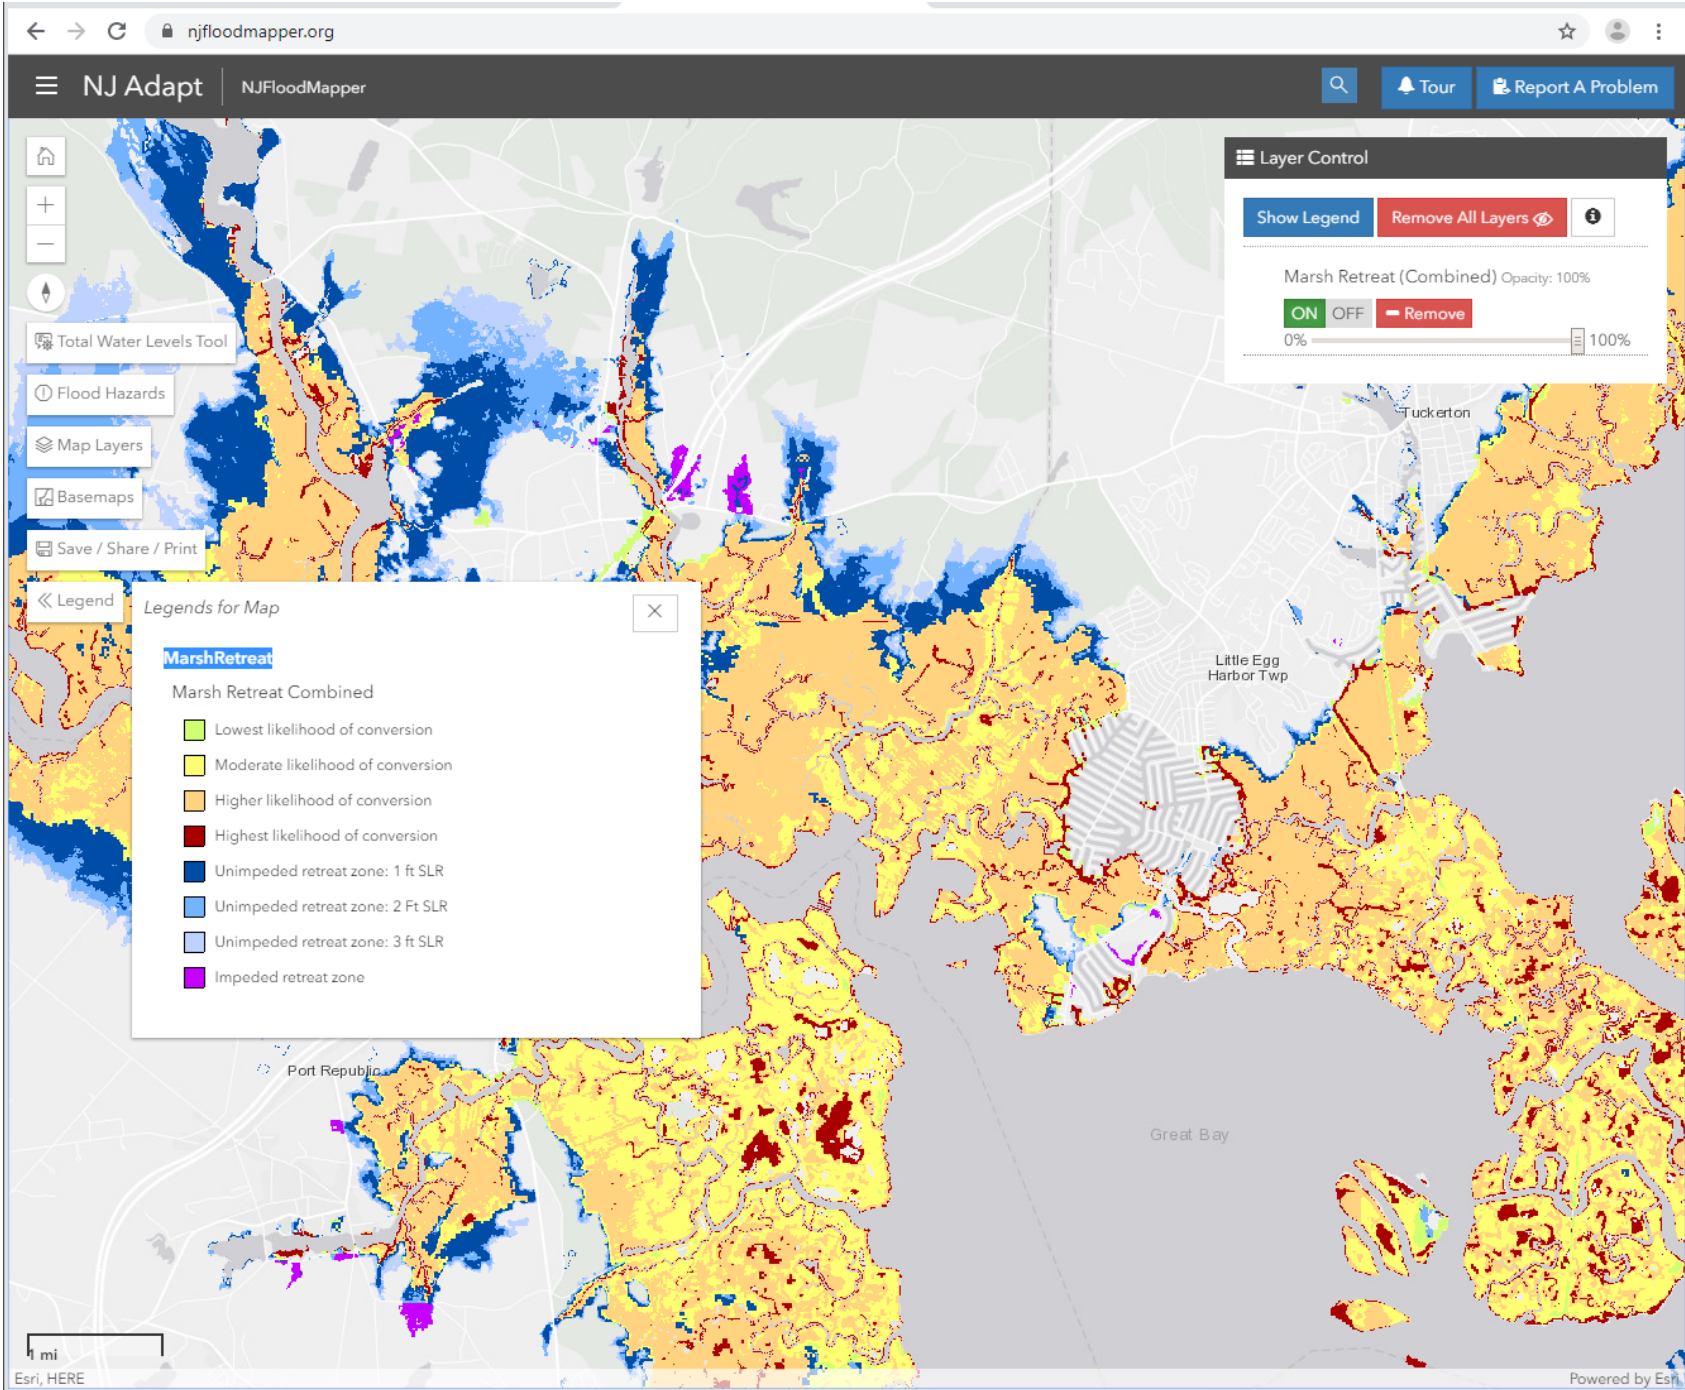 njfloodmapper.org
NJ Adapt
NJFloodMapper
Tour
Report A Problem
Layer Control
Show Legend
Remove All Layers
Marsh Retreat (Combined) Opacity: 100%
ON OFF Remove
0% 100%
Total Water Levels Tool
Flood Hazards
Map Layers
Basemaps
Save / Share / Print
Legend
Legends for Map
MarshRetreat
Marsh Retreat Combined
Lowest likelihood of conversion
Moderate likelihood of conversion
Higher likelihood of conversion
Highest likelihood of conversion
Unimpeded retreat zone: 1 ft SLR
Unimpeded retreat zone: 2 Ft SLR
Unimpeded retreat zone: 3 ft SLR
Impeded retreat zone
Tuckerton
Little Egg
Harbor Twp
Port Republic
Great Bay
1 mi
Esri, HERE
Powered by Esri